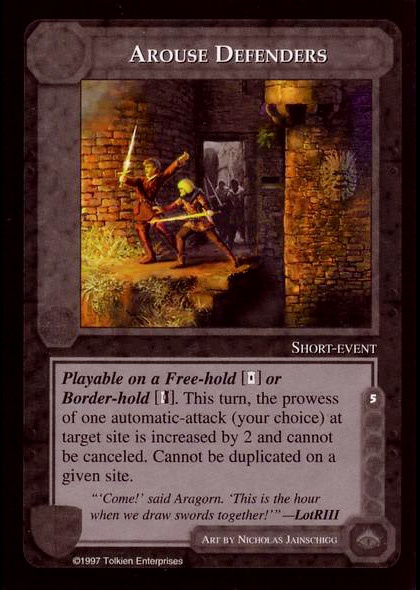 Arouse Defenders
Short-event
Playable on a Free-hold [] or
Border-hold []. This turn, the prowess
of one automatic-attack (your choice) at
target site is increased by 2 and cannot
be canceled. Cannot be duplicated on a
given site.
5
“‘Come!’ said Aragorn. ‘This is the hour
when we draw swords together!’”—LotRIII
Art by Nicholas Jainschigg
©1997 Tolkien Enterprises